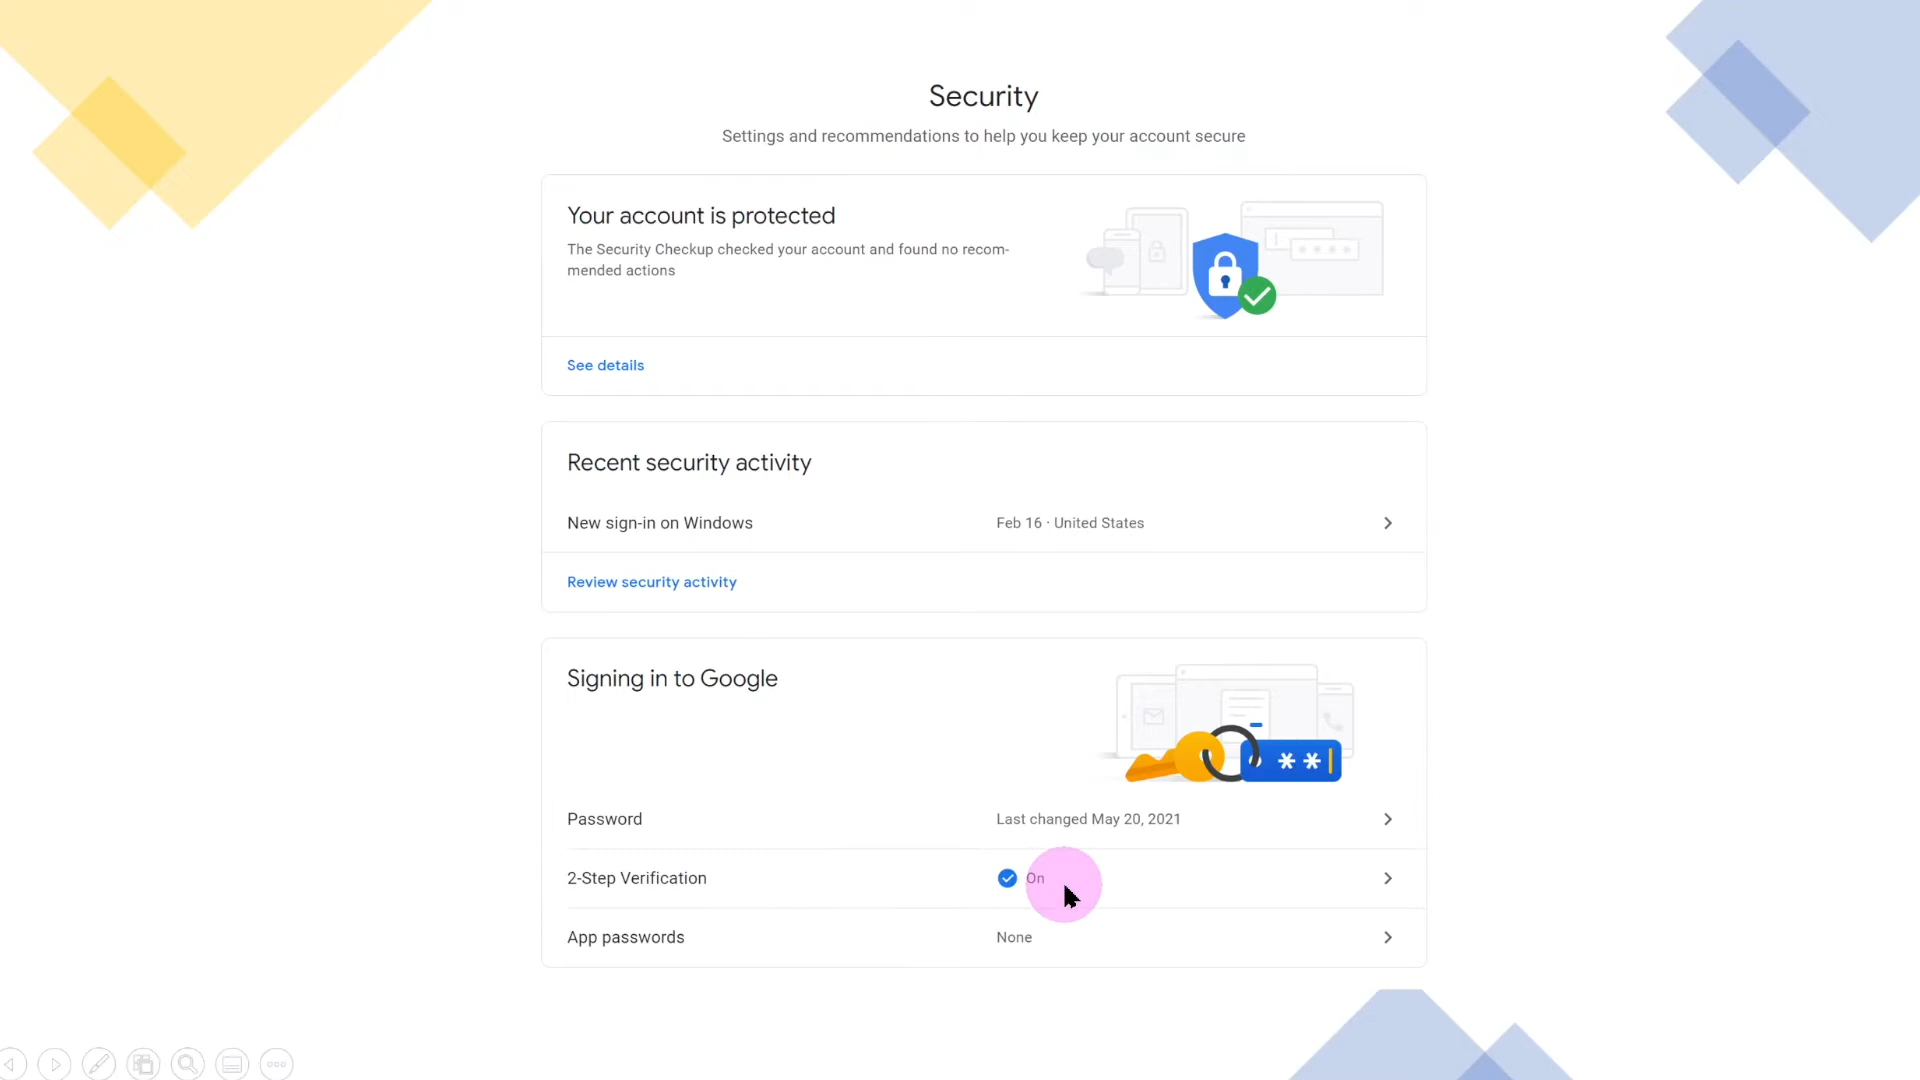 Security
Settings and recommendations to help you keep your account secure
Your account is protected
The Security Checkup checked your account and found no recom-
mended actions
See details
Recent security activity
New sign-in on Windows
Feb 16 · United States
Review security activity
Signing in to Google
**
Password
Last changed May 20, 2021
2-Step Verification
On
App passwords
None